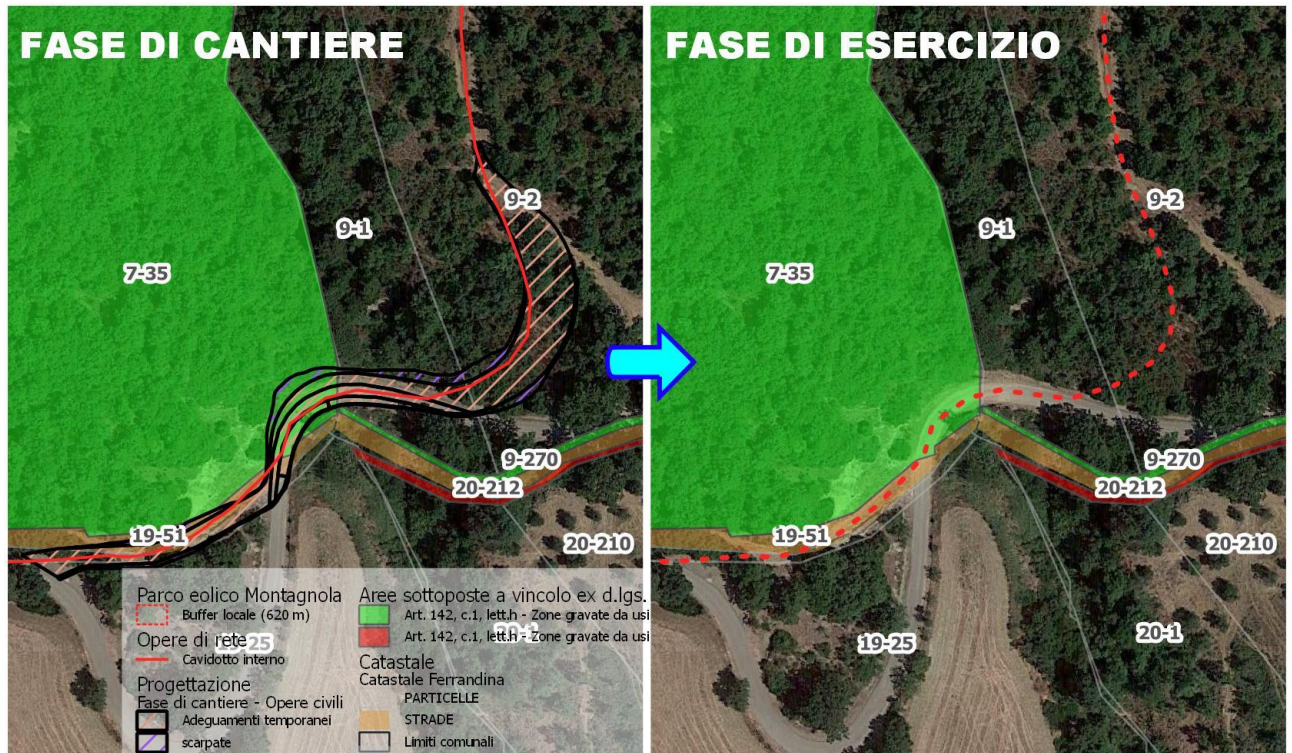 FASE DI CANTIERE
9-2
9-1
7-35
9-270
20-212
19-51
20-210
19-25
Parco eolico Montagnola
Buffer locale (620 m)
Opere di rete
Cavidotto interno
Progettazione
Fase di cantiere - Opere civili
Adeguamenti temporanei
scarpate
Aree sottoposte a vincolo ex d.lgs.
Art. 142, c.1, lett.h - Zone gravate da usi
Art. 142, c.1, lett.h - Zone gravate da usi
20-1
Catastale
Catastale Ferrandina
PARTICELLE
STRADE
Limiti comunali
FASE DI ESERCIZIO
9-2
9-1
7-35
9-270
20-212
19-51
20-210
19-25
20-1